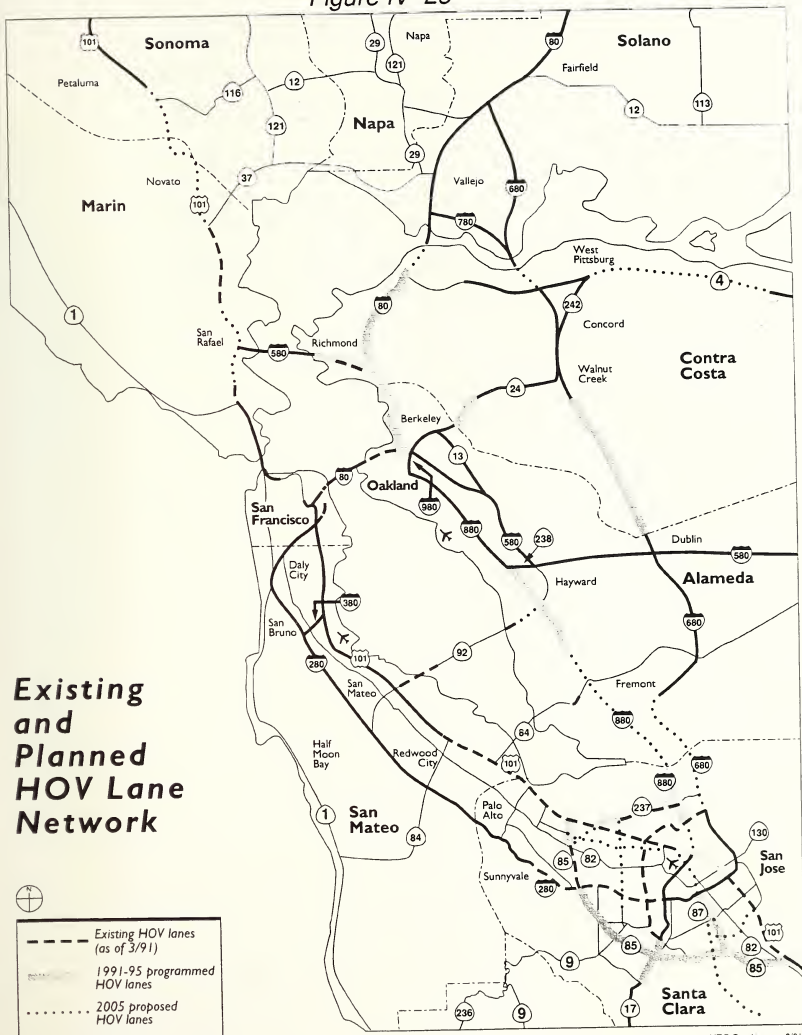 101
Sonoma
29
Napa
80
Solano
121
Petaluma
Fairfield
116
12
12
113
121
Napa
29
Novato
37
Vallejo
680
Marin
101
780
West
Pittsburg
4
80
242
1
Concord
San
Rafael
Richmond
580
Contra
Costa
Walnut
Creek
24
Berkeley
13
80
Oakland
San
Francisco
980
880
580
238
Dublin
580
Daly
City
Hayward
Alameda
380
San
Bruno
680
101
92
280
San
Mateo
Fremont
Existing
and
Planned
HOV Lane
Network
880
84
Half
Moon
Bay
Redwood
City
101
680
880
1
San
Mateo
Palo
Alto
237
130
84
85
82
San
Jose
Sunnyvale
280
87
101
82
85
85
9
Existing HOV lanes
(as of 3/91)
1991-95 programmed
HOV lanes
2005 proposed
HOV lanes
236
9
17
Santa
Clara